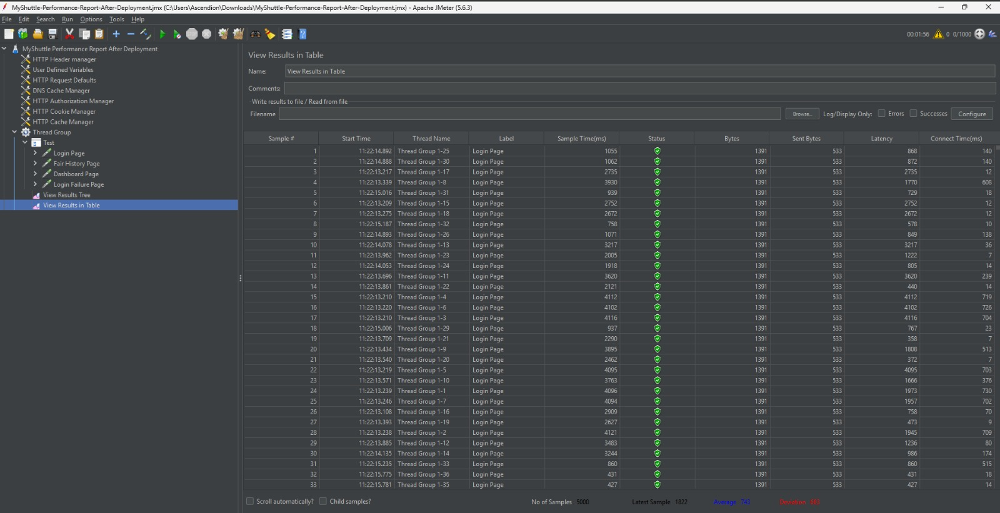 MyShuttle-Performance-Report-After-Deployment.jmx (C:\Users\Ascendion\Downloads\MyShuttle-Performance-Report-After-Deployment.jmx) - Apache JMeter (5.6.3)
File Edit Search Run Options Tools Help
00:01:56 0 0/1000
MyShuttle Performance Report After Deployment
HTTP Header manager
User Defined Variables
HTTP Request Defaults
DNS Cache Manager
HTTP Authorization Manager
HTTP Cookie Manager
HTTP Cache Manager
Thread Group
Test
Login Page
Fair History Page
Dashboard Page
Login Failure Page
View Results Tree
View Results in Table
View Results in Table
Name: View Results in Table
Comments:
Write results to file / Read from file
Filename Browse... Log/Display Only: Errors Successes Configure
Sample # Start Time Thread Name Label Sample Time(ms) Status Bytes Sent Bytes Latency Connect Time(ms)
1 11:22:14.892 Thread Group 1-25 Login Page 1055 1391 533 868 140
2 11:22:14.888 Thread Group 1-30 Login Page 1062 1391 533 872 140
3 11:22:13.217 Thread Group 1-17 Login Page 2735 1391 533 2735 12
4 11:22:13.339 Thread Group 1-8 Login Page 3930 1391 533 1770 608
5 11:22:15.016 Thread Group 1-31 Login Page 939 1391 533 729 18
6 11:22:13.209 Thread Group 1-15 Login Page 2752 1391 533 2752 12
7 11:22:13.275 Thread Group 1-18 Login Page 2672 1391 533 2672 12
8 11:22:15.187 Thread Group 1-32 Login Page 758 1391 533 578 10
9 11:22:14.893 Thread Group 1-26 Login Page 1071 1391 533 849 138
10 11:22:14.078 Thread Group 1-13 Login Page 3217 1391 533 3217 36
11 11:22:13.962 Thread Group 1-23 Login Page 2005 1391 533 1222 7
12 11:22:14.053 Thread Group 1-24 Login Page 1918 1391 533 805 14
13 11:22:13.696 Thread Group 1-11 Login Page 3620 1391 533 3620 239
14 11:22:13.861 Thread Group 1-22 Login Page 2121 1391 533 440 14
15 11:22:13.210 Thread Group 1-4 Login Page 4112 1391 533 4112 719
16 11:22:13.220 Thread Group 1-6 Login Page 4102 1391 533 4102 726
17 11:22:13.210 Thread Group 1-3 Login Page 4116 1391 533 4116 704
18 11:22:15.006 Thread Group 1-29 Login Page 937 1391 533 767 23
19 11:22:13.709 Thread Group 1-21 Login Page 2290 1391 533 358 7
20 11:22:13.434 Thread Group 1-9 Login Page 3895 1391 533 1808 513
21 11:22:13.540 Thread Group 1-20 Login Page 2462 1391 533 372 7
22 11:22:13.219 Thread Group 1-5 Login Page 4095 1391 533 4095 703
23 11:22:13.571 Thread Group 1-10 Login Page 3763 1391 533 1666 376
24 11:22:13.239 Thread Group 1-1 Login Page 4096 1391 533 1973 730
25 11:22:13.246 Thread Group 1-7 Login Page 4094 1391 533 1957 702
26 11:22:13.108 Thread Group 1-16 Login Page 2909 1391 533 758 70
27 11:22:13.393 Thread Group 1-19 Login Page 2627 1391 533 473 9
28 11:22:13.238 Thread Group 1-2 Login Page 4121 1391 533 1945 709
29 11:22:13.885 Thread Group 1-12 Login Page 3483 1391 533 1236 80
30 11:22:14.135 Thread Group 1-14 Login Page 3244 1391 533 986 174
31 11:22:15.235 Thread Group 1-33 Login Page 860 1391 533 860 515
32 11:22:15.775 Thread Group 1-36 Login Page 431 1391 533 431 18
33 11:22:15.781 Thread Group 1-35 Login Page 427 1391 533 427 14
Scroll automatically? Child samples? No of Samples 5000 Latest Sample 1822 Average 743 Deviation 683